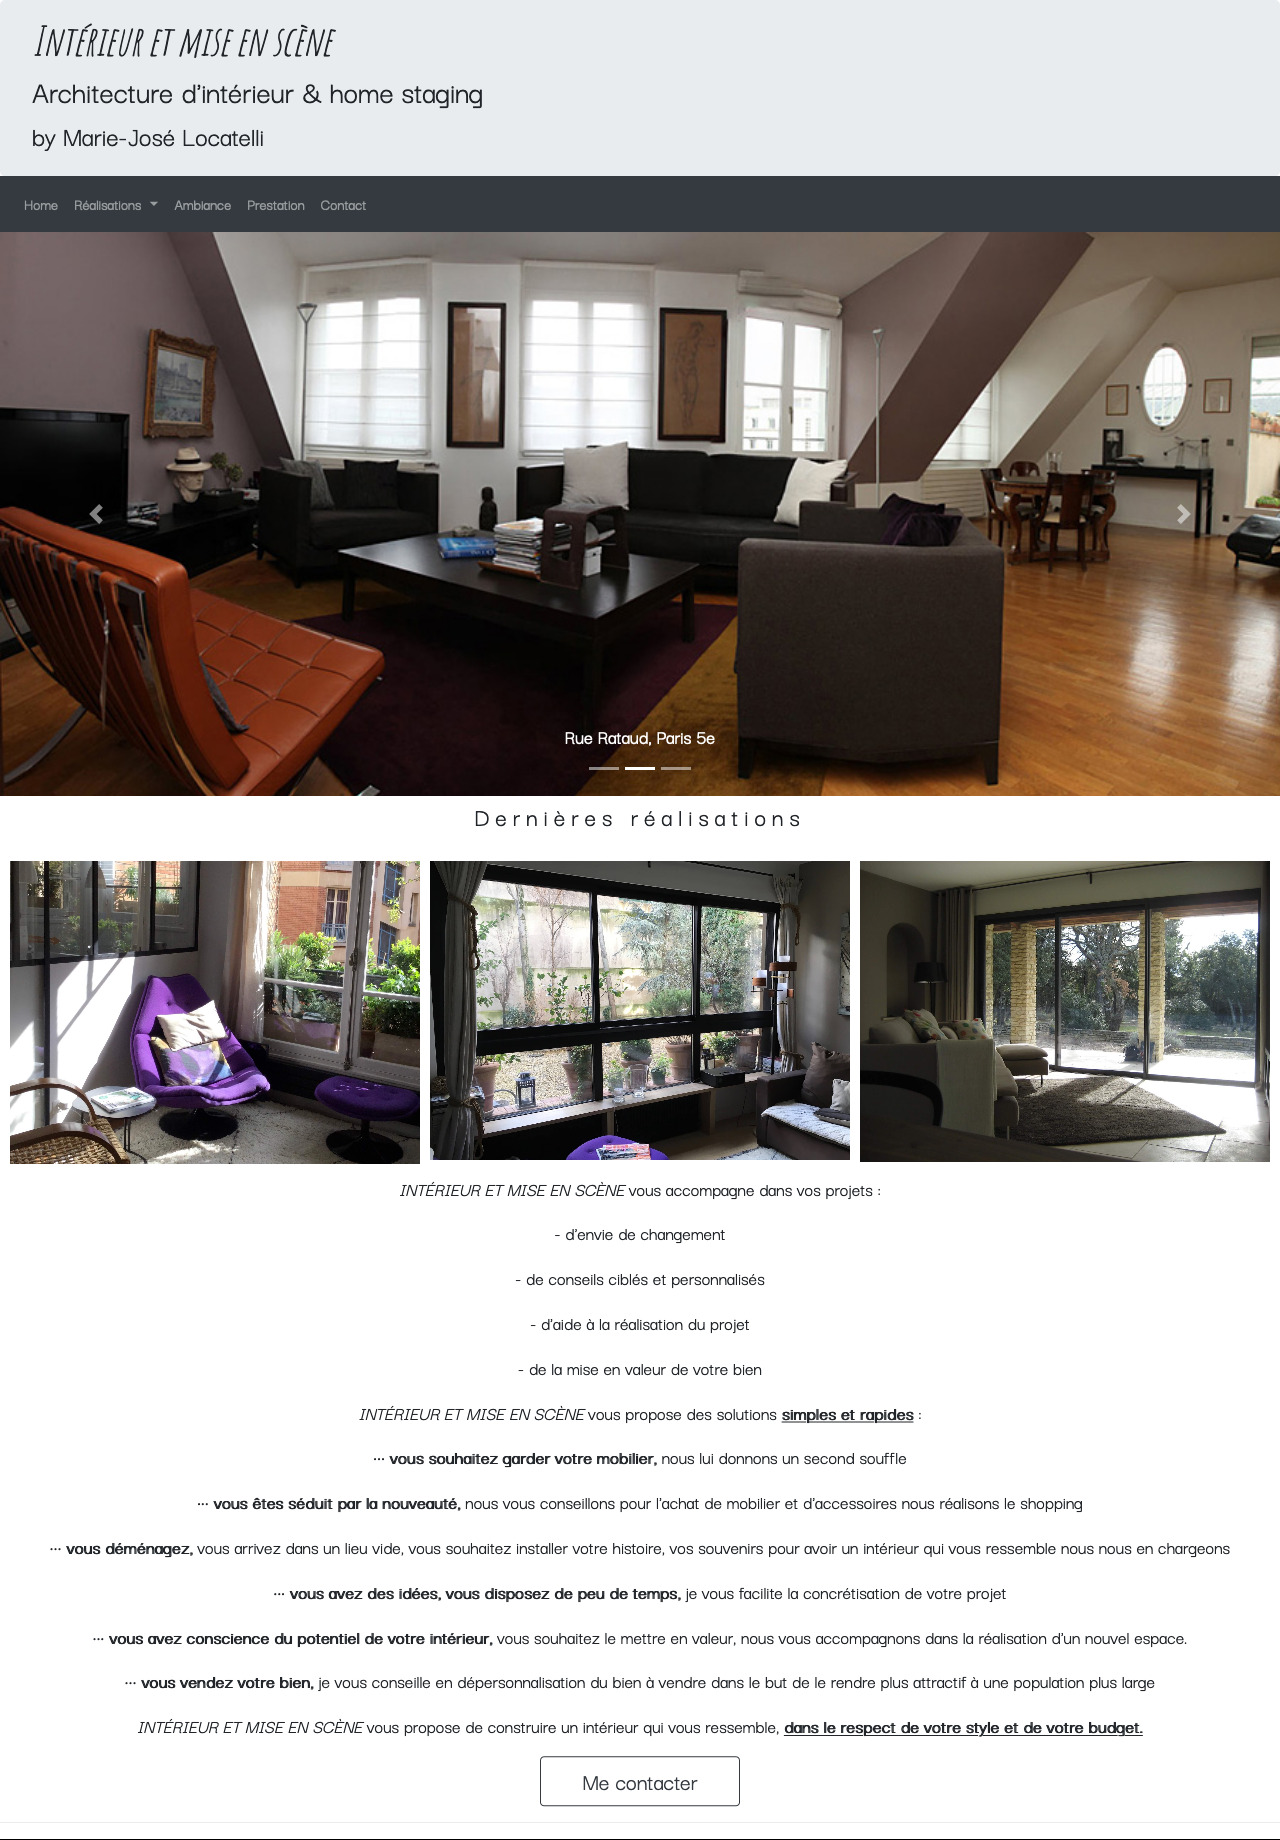 Intérieur et mise en scène
Architecture d'intérieur & home staging
by Marie-José Locatelli
Home Réalisations Ambiance Prestation Contact
Rue Rataud, Paris 5e
Dernières réalisations
INTÉRIEUR ET MISE EN SCÈNE vous accompagne dans vos projets :
- d'envie de changement
- de conseils ciblés et personnalisés
- d'aide à la réalisation du projet
- de la mise en valeur de votre bien
INTÉRIEUR ET MISE EN SCÈNE vous propose des solutions simples et rapides :
··· vous souhaitez garder votre mobilier, nous lui donnons un second souffle
··· vous êtes séduit par la nouveauté, nous vous conseillons pour l'achat de mobilier et d'accessoires nous réalisons le shopping
··· vous déménagez, vous arrivez dans un lieu vide, vous souhaitez installer votre histoire, vos souvenirs pour avoir un intérieur qui vous ressemble nous nous en chargeons
··· vous avez des idées, vous disposez de peu de temps, je vous facilite la concrétisation de votre projet
··· vous avez conscience du potentiel de votre intérieur, vous souhaitez le mettre en valeur, nous vous accompagnons dans la réalisation d'un nouvel espace.
··· vous vendez votre bien, je vous conseille en dépersonnalisation du bien à vendre dans le but de le rendre plus attractif à une population plus large
INTÉRIEUR ET MISE EN SCÈNE vous propose de construire un intérieur qui vous ressemble, dans le respect de votre style et de votre budget.
Me contacter